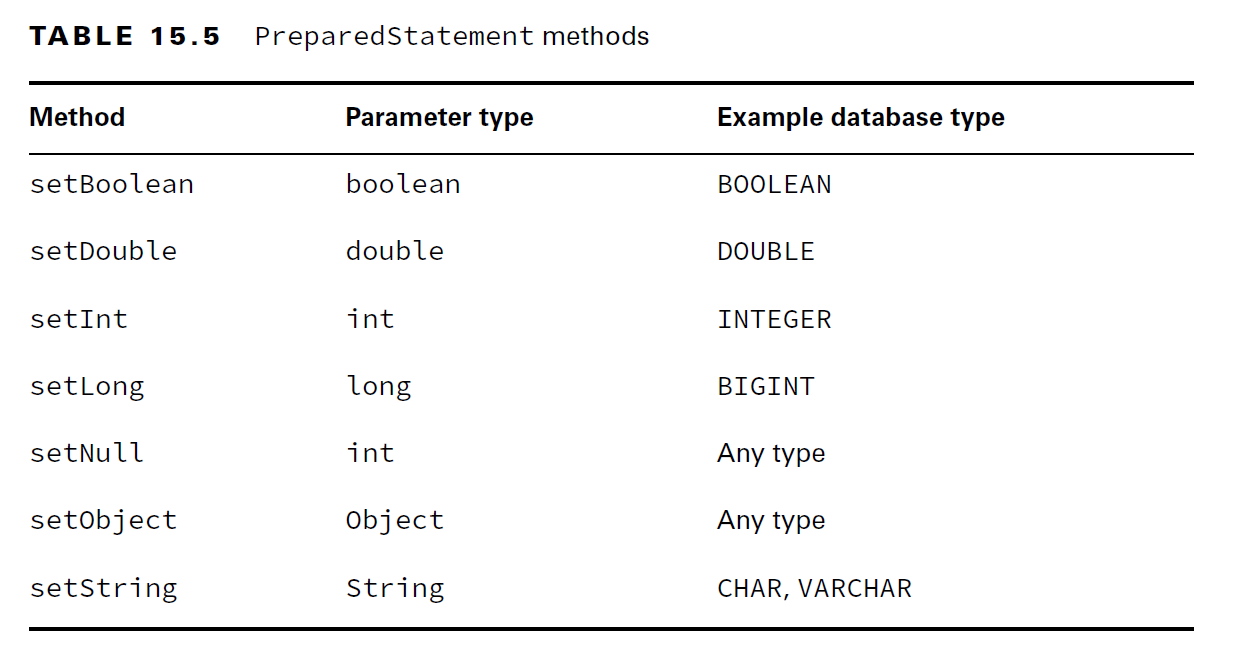 TABLE 15.5 PreparedStatement methods
Method Parameter type Example database type
setBoolean boolean BOOLEAN
setDouble double DOUBLE
setInt int INTEGER
setLong long BIGINT
setNull int Any type
setObject Object Any type
setString String CHAR, VARCHAR